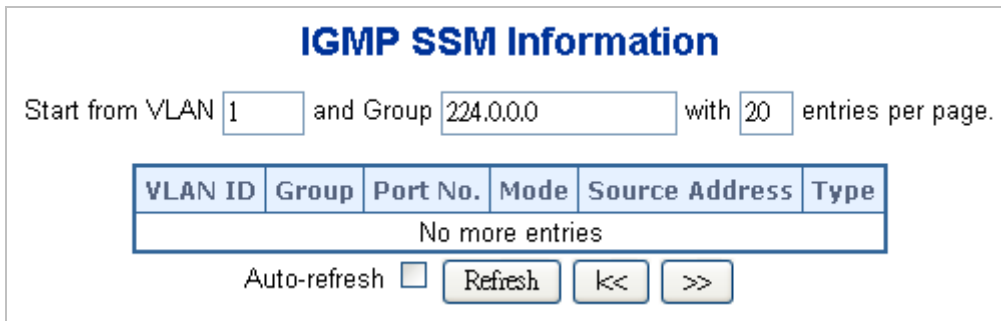 IGMP SSM Information
Start from VLAN 1 and Group 224.0.0.0 with 20 entries per page.
VLAN ID Group Port No. Mode Source Address Type
No more entries
Auto-refresh Refresh |<< >>